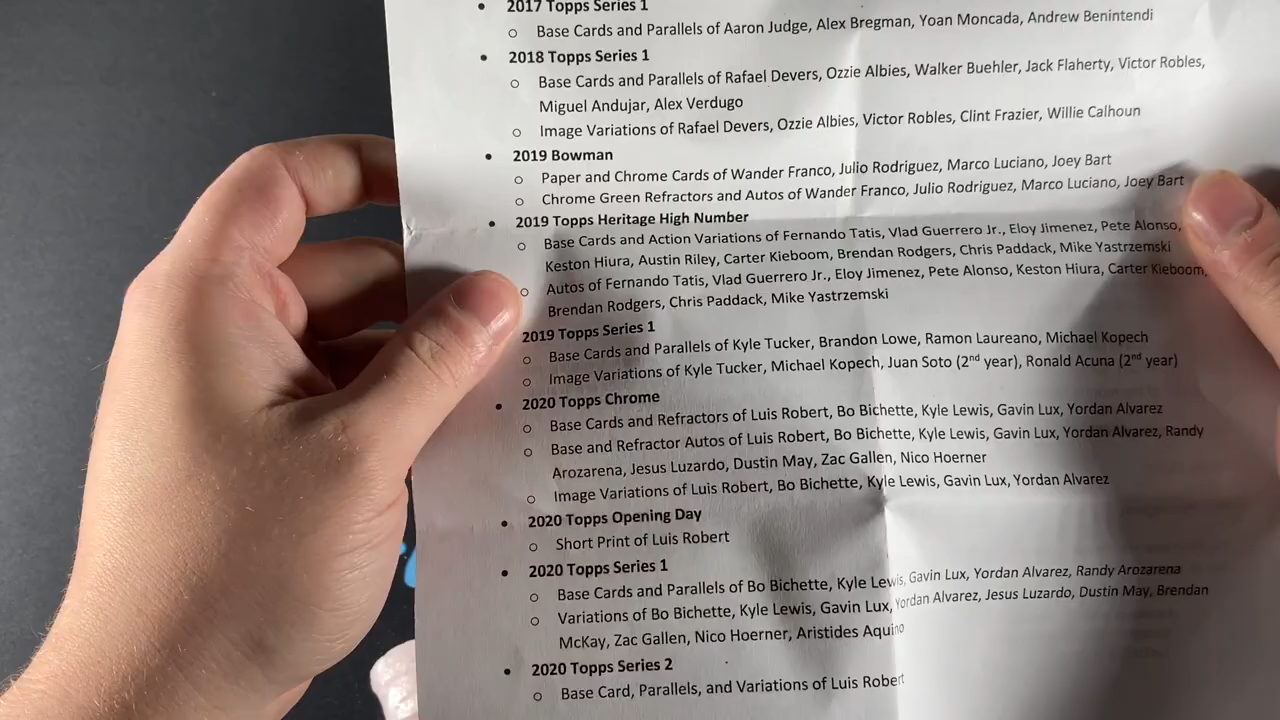 2017 Topps Series 1
Base Cards and Parallels of Aaron Judge, Alex Bregman, Yoan Moncada, Andrew Benintendi
2018 Topps Series 1
Base Cards and Parallels of Rafael Devers, Ozzie Albies, Walker Buehler, Jack Flaherty, Victor Robles,
Miguel Andujar, Alex Verdugo
Image Variations of Rafael Devers, Ozzie Albies, Victor Robles, Clint Frazier, Willie Calhoun
2019 Bowman
Paper and Chrome Cards of Wander Franco, Julio Rodriguez, Marco Luciano, Joey Bart
Chrome Green Refractors and Autos of Wander Franco, Julio Rodriguez, Marco Luciano, Joey Bart
2019 Topps Heritage High Number
Base Cards and Action Variations of Fernando Tatis, Vlad Guerrero Jr., Eloy Jimenez, Pete Alonso,
Keston Hiura, Austin Riley, Carter Kieboom, Brendan Rodgers, Chris Paddack, Mike Yastrzemski
Autos of Fernando Tatis, Vlad Guerrero Jr., Eloy Jimenez, Pete Alonso, Keston Hiura, Carter Kieboom,
Brendan Rodgers, Chris Paddack, Mike Yastrzemski
2019 Topps Series 1
Base Cards and Parallels of Kyle Tucker, Brandon Lowe, Ramon Laureano, Michael Kopech
Image Variations of Kyle Tucker, Michael Kopech, Juan Soto (2nd year), Ronald Acuna (2nd year)
2020 Topps Chrome
Base Cards and Refractors of Luis Robert, Bo Bichette, Kyle Lewis, Gavin Lux, Yordan Alvarez
Base and Refractor Autos of Luis Robert, Bo Bichette, Kyle Lewis, Gavin Lux, Yordan Alvarez, Randy
Arozarena, Jesus Luzardo, Dustin May, Zac Gallen, Nico Hoerner
Image Variations of Luis Robert, Bo Bichette, Kyle Lewis, Gavin Lux, Yordan Alvarez
2020 Topps Opening Day
Short Print of Luis Robert
2020 Topps Series 1
Base Cards and Parallels of Bo Bichette, Kyle Lewis, Gavin Lux, Yordan Alvarez, Randy Arozarena
Variations of Bo Bichette, Kyle Lewis, Gavin Lux, Yordan Alvarez, Jesus Luzardo, Dustin May, Brendan
McKay, Zac Gallen, Nico Hoerner, Aristides Aquino
2020 Topps Series 2
Base Card, Parallels, and Variations of Luis Robert